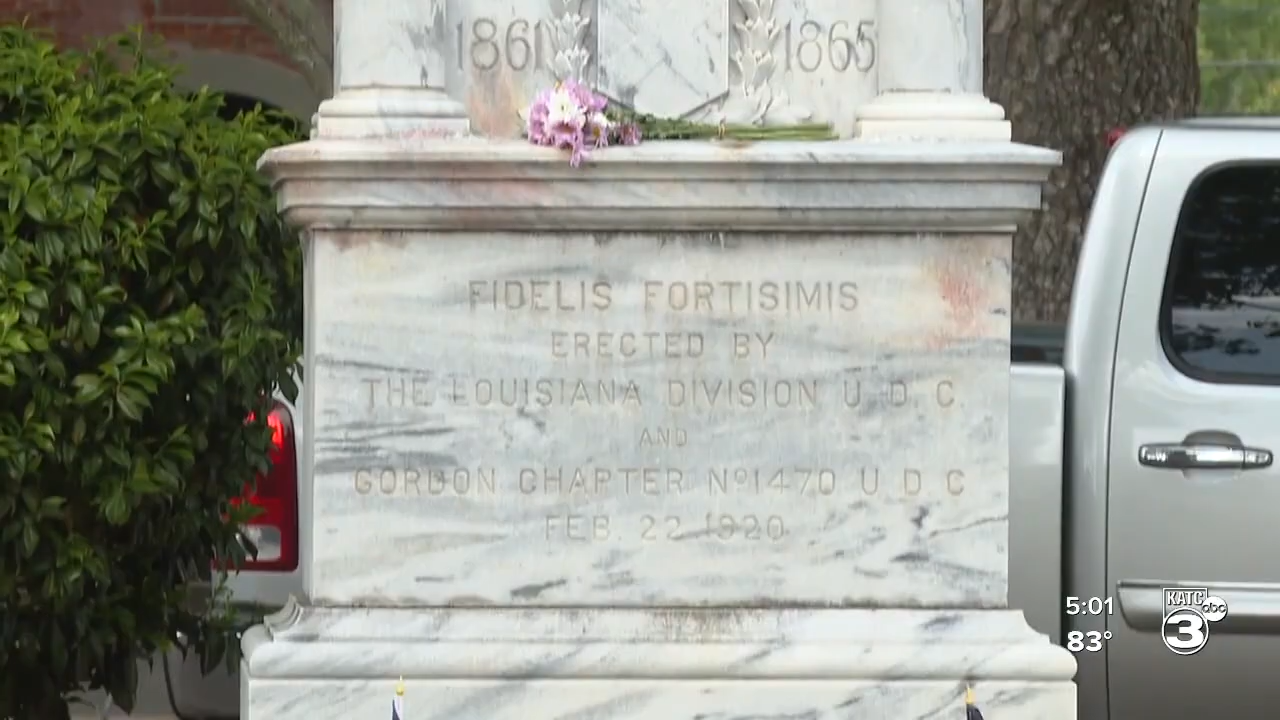 1861 1865
FIDELIS FORTISIMIS
ERECTED BY
THE LOUISIANA DIVISION U. D. C.
AND
GORDON CHAPTER Nº1470 U D C
FEB. 22 1920
5:01
83°
KATC
abc
3